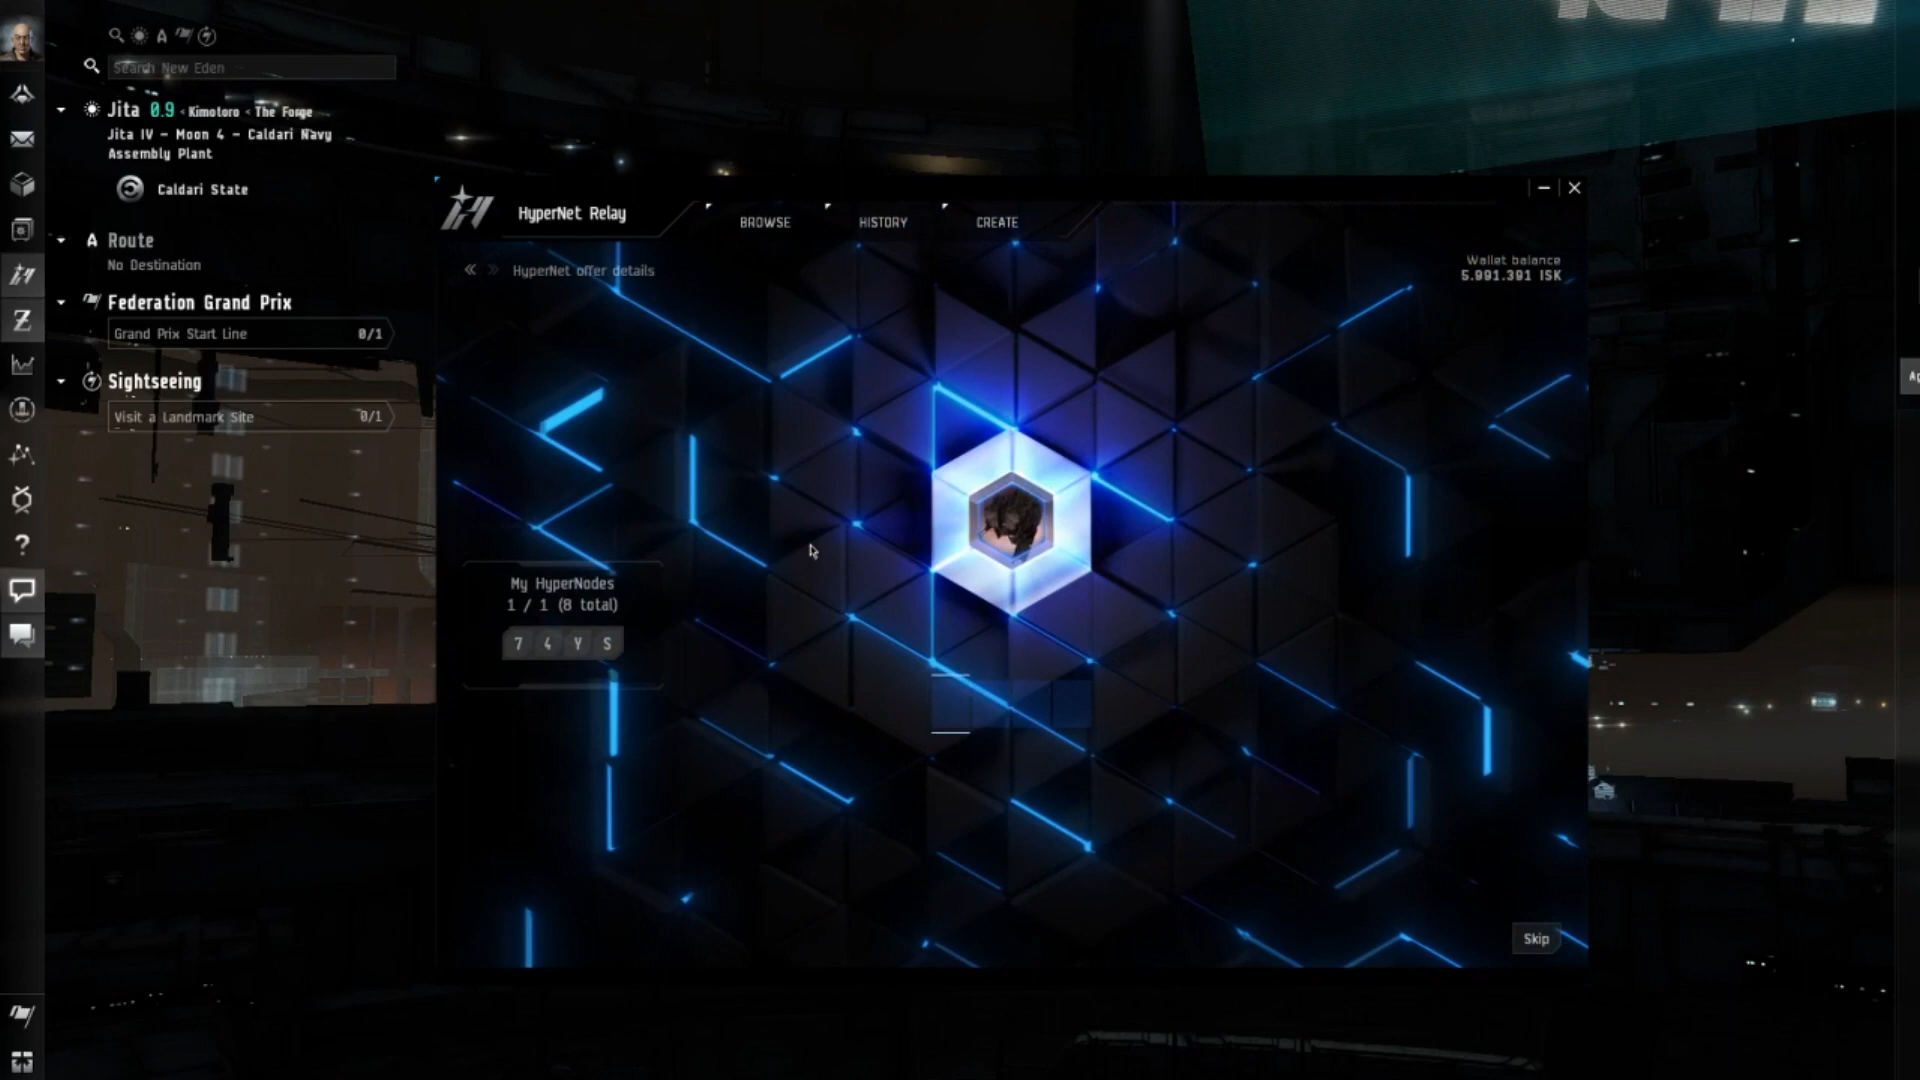 Search New Eden
Jita 0.9 < Kimotoro < The Forge
Jita IV - Moon 4 - Caldari Navy
Assembly Plant
Caldari State
Route
No Destination
Federation Grand Prix
Grand Prix Start Line 0/1
Sightseeing
Visit a Landmark Site 0/1
HyperNet Relay
BROWSE
HISTORY
CREATE
« » HyperNet offer details
Wallet balance
5.991.391 ISK
My HyperNodes
1 / 1 (8 total)
7 4 Y S
Skip